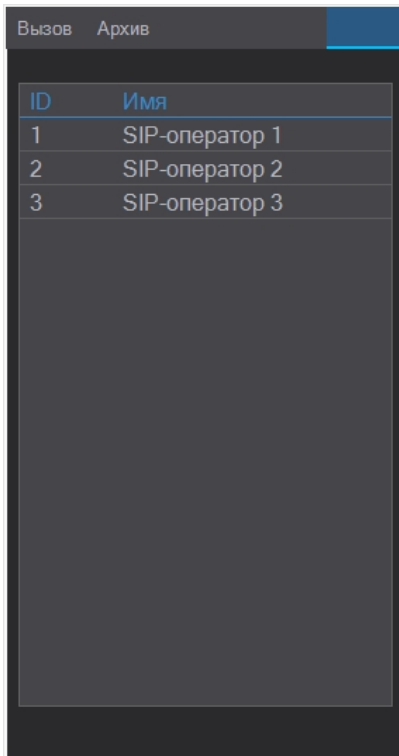 Вызов Архив
ID Имя
1 SIP-оператор 1
2 SIP-оператор 2
3 SIP-оператор 3